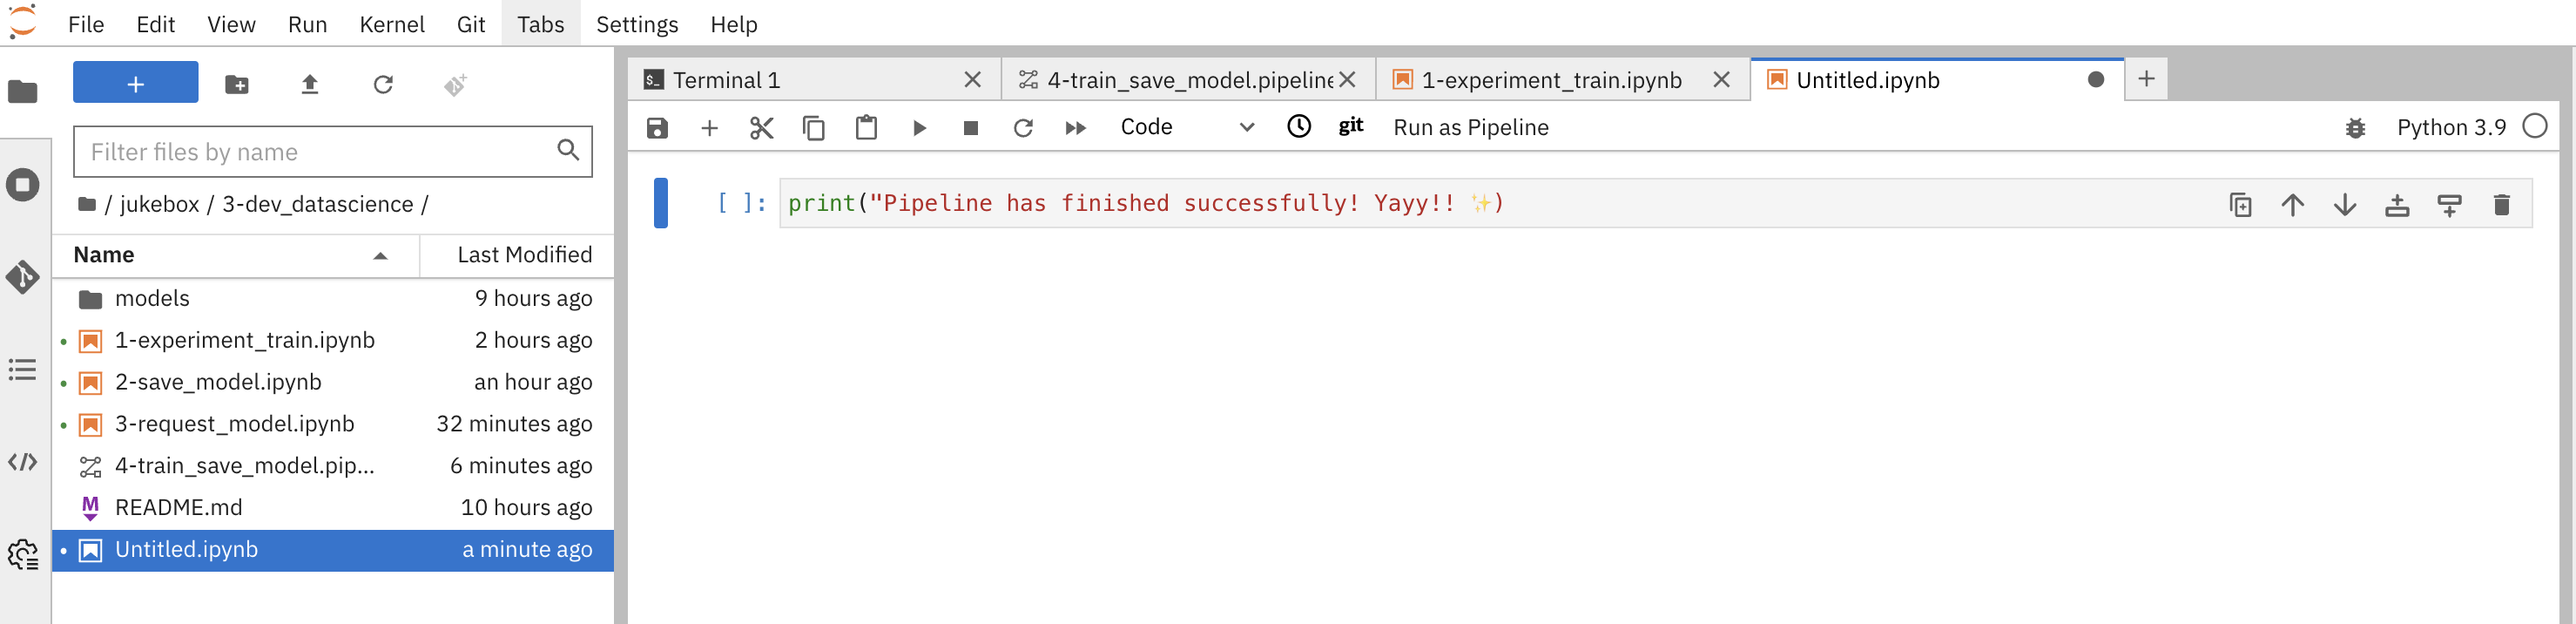 File Edit View Run Kernel Git Tabs Settings Help
Terminal 1 4-train_save_model.pipeline 1-experiment_train.ipynb Untitled.ipynb
Code git Run as Pipeline Python 3.9
Filter files by name
/ jukebox / 3-dev_datascience /
Name Last Modified
models 9 hours ago
1-experiment_train.ipynb 2 hours ago
2-save_model.ipynb an hour ago
3-request_model.ipynb 32 minutes ago
4-train_save_model.pip... 6 minutes ago
README.md 10 hours ago
Untitled.ipynb a minute ago
[ ]: print("Pipeline has finished successfully! Yayy!! ✨)